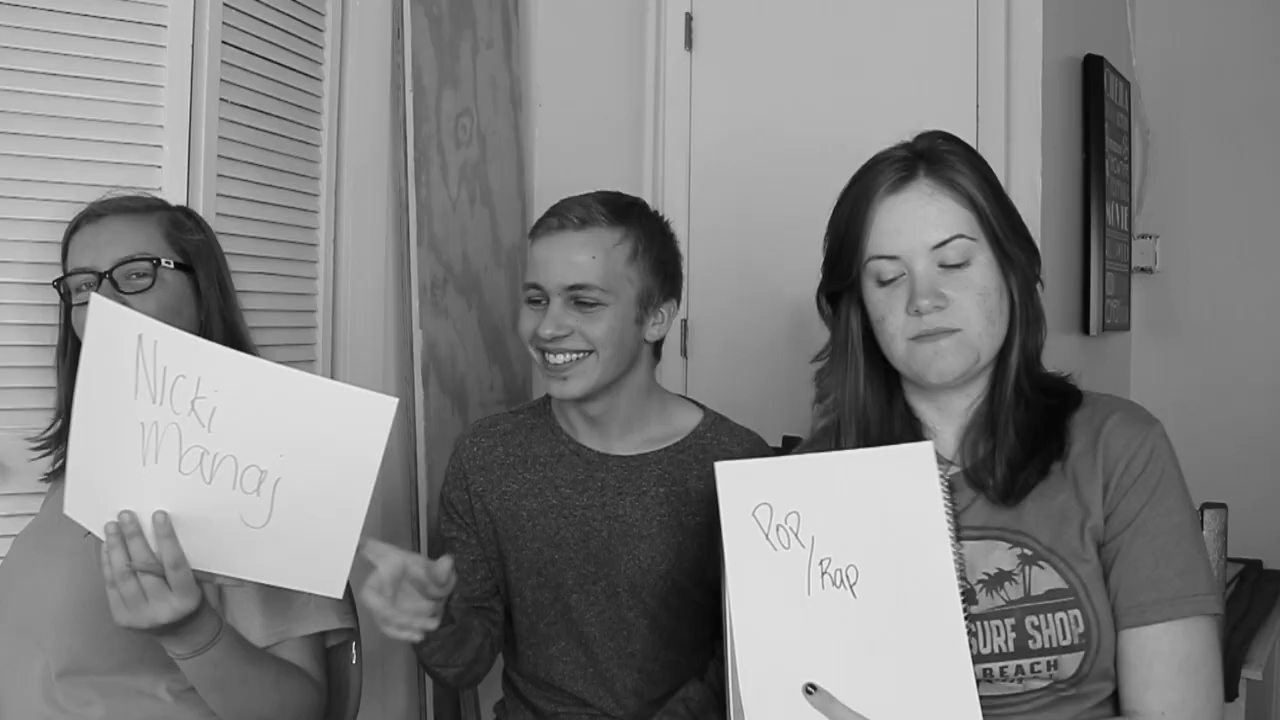 Nicki
Manaj
Pop
/Rap
SURF SHOP
BEACH